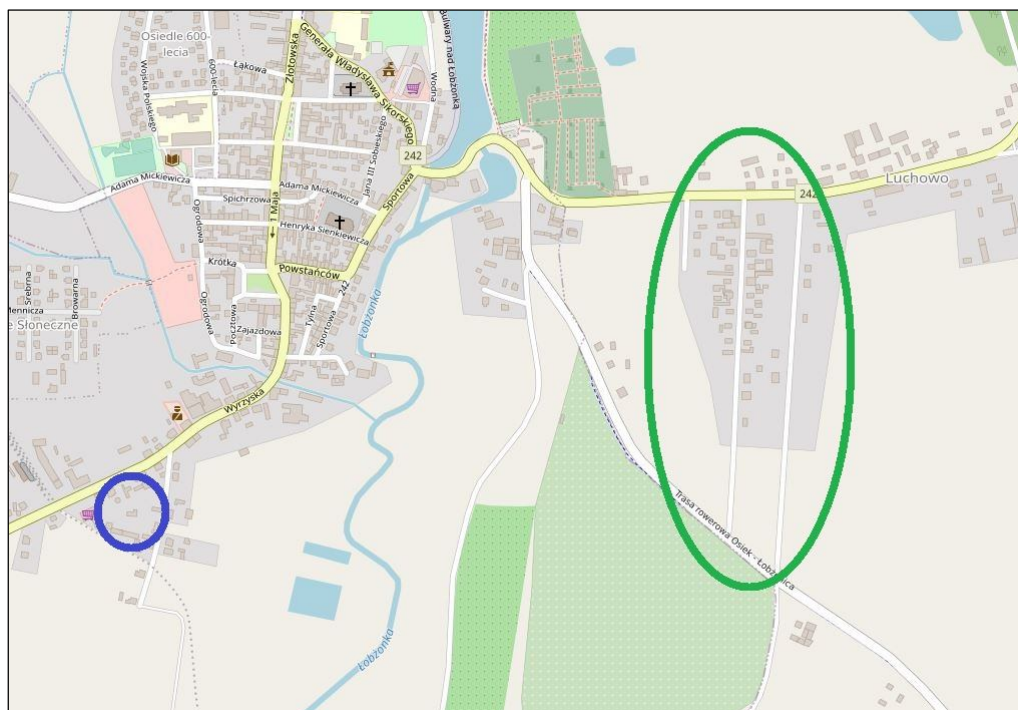 Osiedle 600-
lecia
Łąkowa
Wojska Polskiego
600-lecia
Złotowska
Generała Władysława Sikorskiego
Bulwary nad Łobżonką
Wodna
242
Jana III Sobieskiego
Sportowa
Adama Mickiewicza
Adama Mickiewicza
Spichrzowa
1 Maja
Henryka Sienkiewicza
Ogrodowa
Krótka
Powstańców
242
Łobżonka
Luchowo
242
Srebrna
Browarna
Mennicza
e Słoneczne
Ogrodowa
Pocztowa
Zajazdowa
Tylna
Sportowa
Wyrzyska
Trasa rowerowa Osiek - Łobżenica
Łobżonka